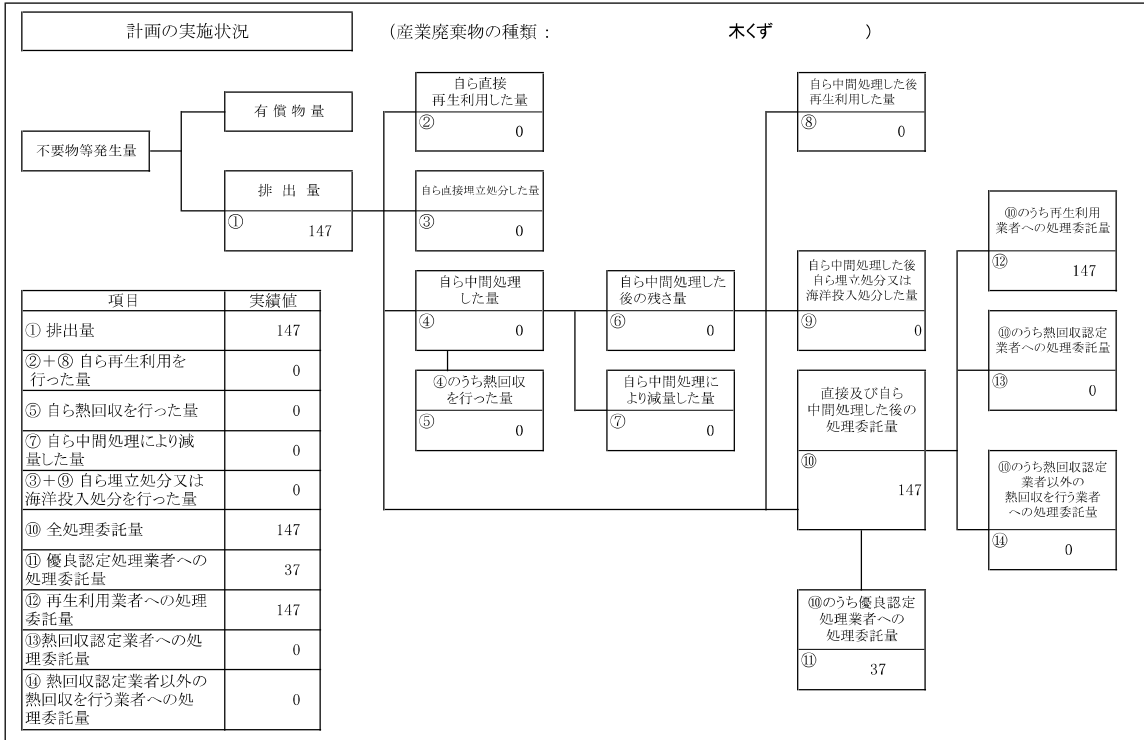 計画の実施状況
(産業廃棄物の種類： 木くず )
不要物等発生量
有償物量
排出量
①
147
自ら直接
再生利用した量
②
0
自ら直接埋立処分した量
③
0
自ら中間処理
した量
④
0
④のうち熱回収
を行った量
⑤
0
自ら中間処理した
後の残さ量
⑥
0
自ら中間処理に
より減量した量
⑦
0
自ら中間処理した後
再生利用した量
⑧
0
自ら中間処理した後
自ら埋立処分又は
海洋投入処分した量
⑨
0
直接及び自ら
中間処理した後の
処理委託量
⑩
147
⑩のうち優良認定
処理業者への
処理委託量
⑪
37
⑩のうち再生利用
業者への処理委託量
⑫
147
⑩のうち熱回収認定
業者への処理委託量
⑬
0
⑩のうち熱回収認定
業者以外の
熱回収を行う業者
への処理委託量
⑭
0
項目 実績値
① 排出量 147
②＋⑧ 自ら再生利用を
行った量 0
⑤ 自ら熱回収を行った量 0
⑦ 自ら中間処理により減
量した量 0
③＋⑨ 自ら埋立処分又は
海洋投入処分を行った量 0
⑩ 全処理委託量 147
⑪ 優良認定処理業者への
処理委託量 37
⑫ 再生利用業者への処理
委託量 147
⑬熱回収認定業者への処
理委託量 0
⑭ 熱回収認定業者以外の
熱回収を行う業者への処
理委託量 0